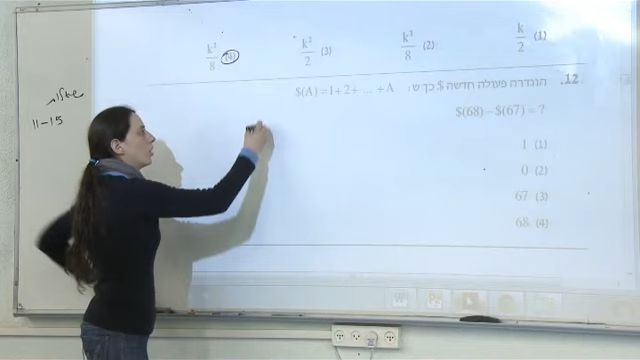 (1) k/2
(2) k³/8
(3) k²/2
(4) k²/8
שאלות
11-15
12. הוגדרה פעולה חדשה $ כך ש: $(A) = 1 + 2 + ... + A
$(68) – $(67) = ?
(1) 1
(2) 0
(3) 67
(4) 68